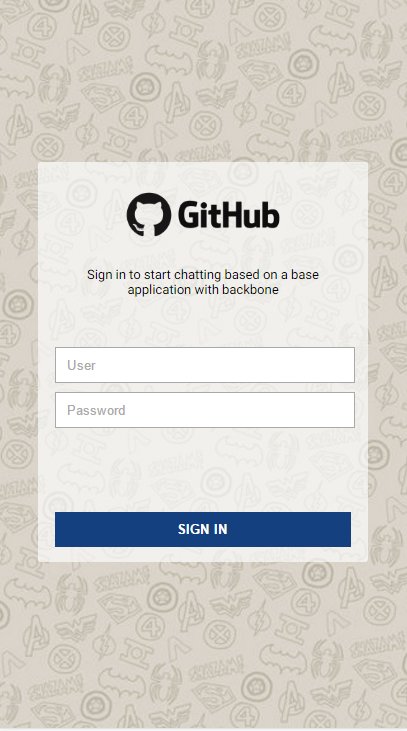 GitHub
Sign in to start chatting based on a base
application with backbone
User
Password
SIGN IN